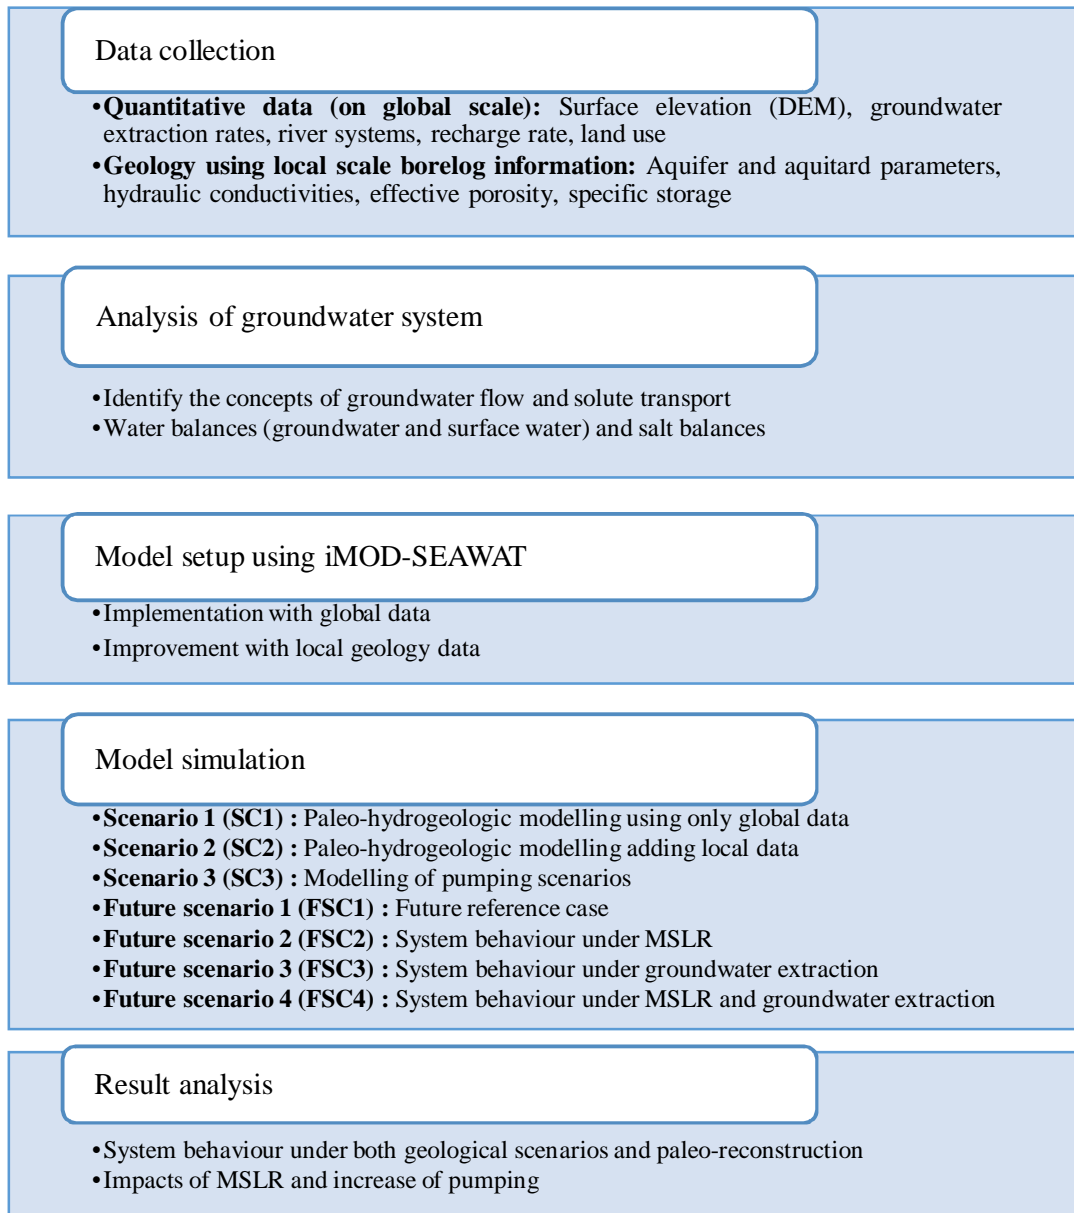 Data collection
•Quantitative data (on global scale): Surface elevation (DEM), groundwater
extraction rates, river systems, recharge rate, land use
•Geology using local scale borelog information: Aquifer and aquitard parameters,
hydraulic conductivities, effective porosity, specific storage
Analysis of groundwater system
•Identify the concepts of groundwater flow and solute transport
•Water balances (groundwater and surface water) and salt balances
Model setup using iMOD-SEAWAT
•Implementation with global data
•Improvement with local geology data
Model simulation
•Scenario 1 (SC1) : Paleo-hydrogeologic modelling using only global data
•Scenario 2 (SC2) : Paleo-hydrogeologic modelling adding local data
•Scenario 3 (SC3) : Modelling of pumping scenarios
•Future scenario 1 (FSC1) : Future reference case
•Future scenario 2 (FSC2) : System behaviour under MSLR
•Future scenario 3 (FSC3) : System behaviour under groundwater extraction
•Future scenario 4 (FSC4) : System behaviour under MSLR and groundwater extraction
Result analysis
•System behaviour under both geological scenarios and paleo-reconstruction
•Impacts of MSLR and increase of pumping